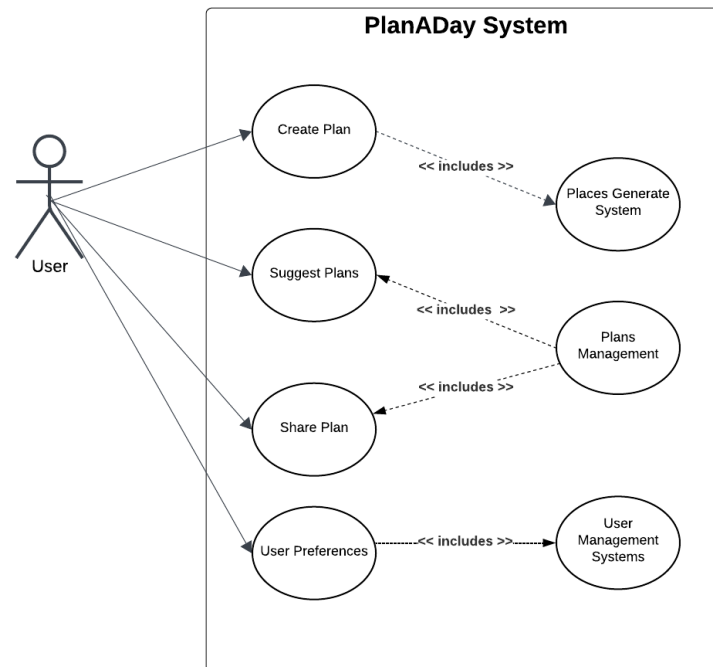 PlanADay System
Create Plan
<< includes >>
Places Generate
System
User
Suggest Plans
<< includes  >>
Plans
Management
<< includes >>
Share Plan
User Preferences
<< includes >>
User
Management
Systems